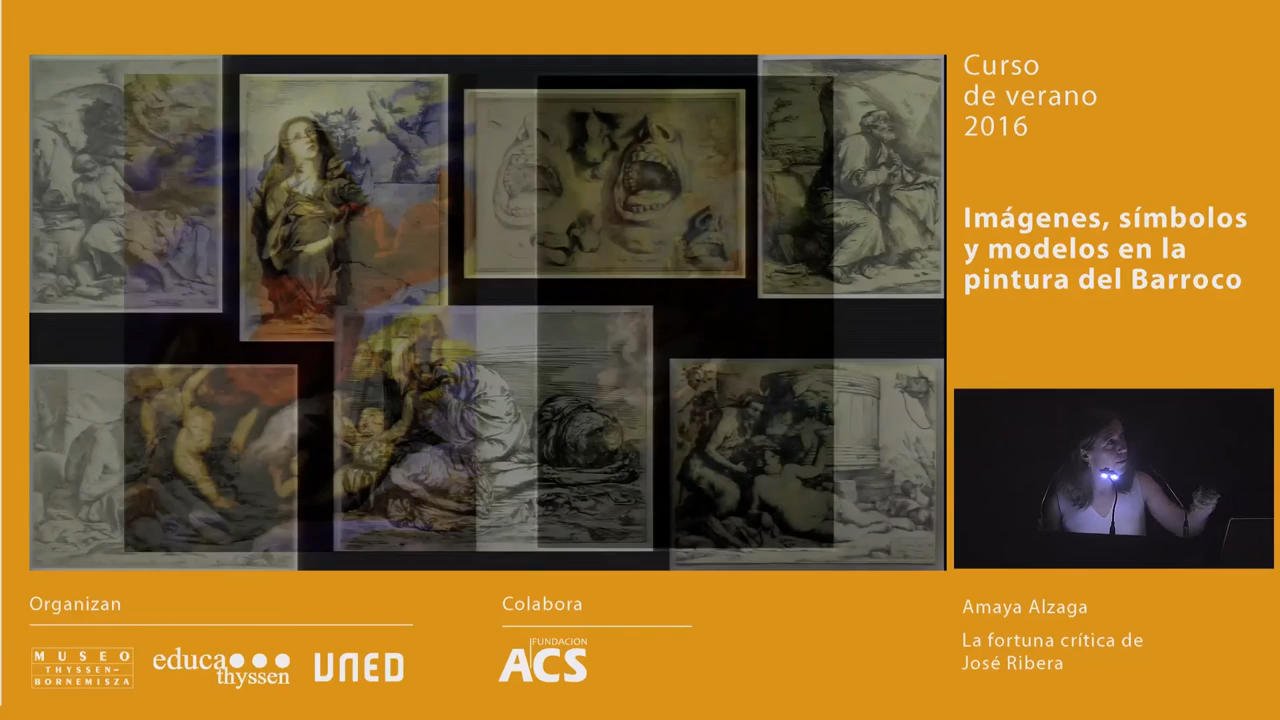 Curso
de verano
2016
Imágenes, símbolos
y modelos en la
pintura del Barroco
Organizan
MUSEO
THYSSEN-
BORNEMISZA
educa
thyssen
UNED
Colabora
FUNDACION
ACS
Amaya Alzaga
La fortuna crítica de
José Ribera